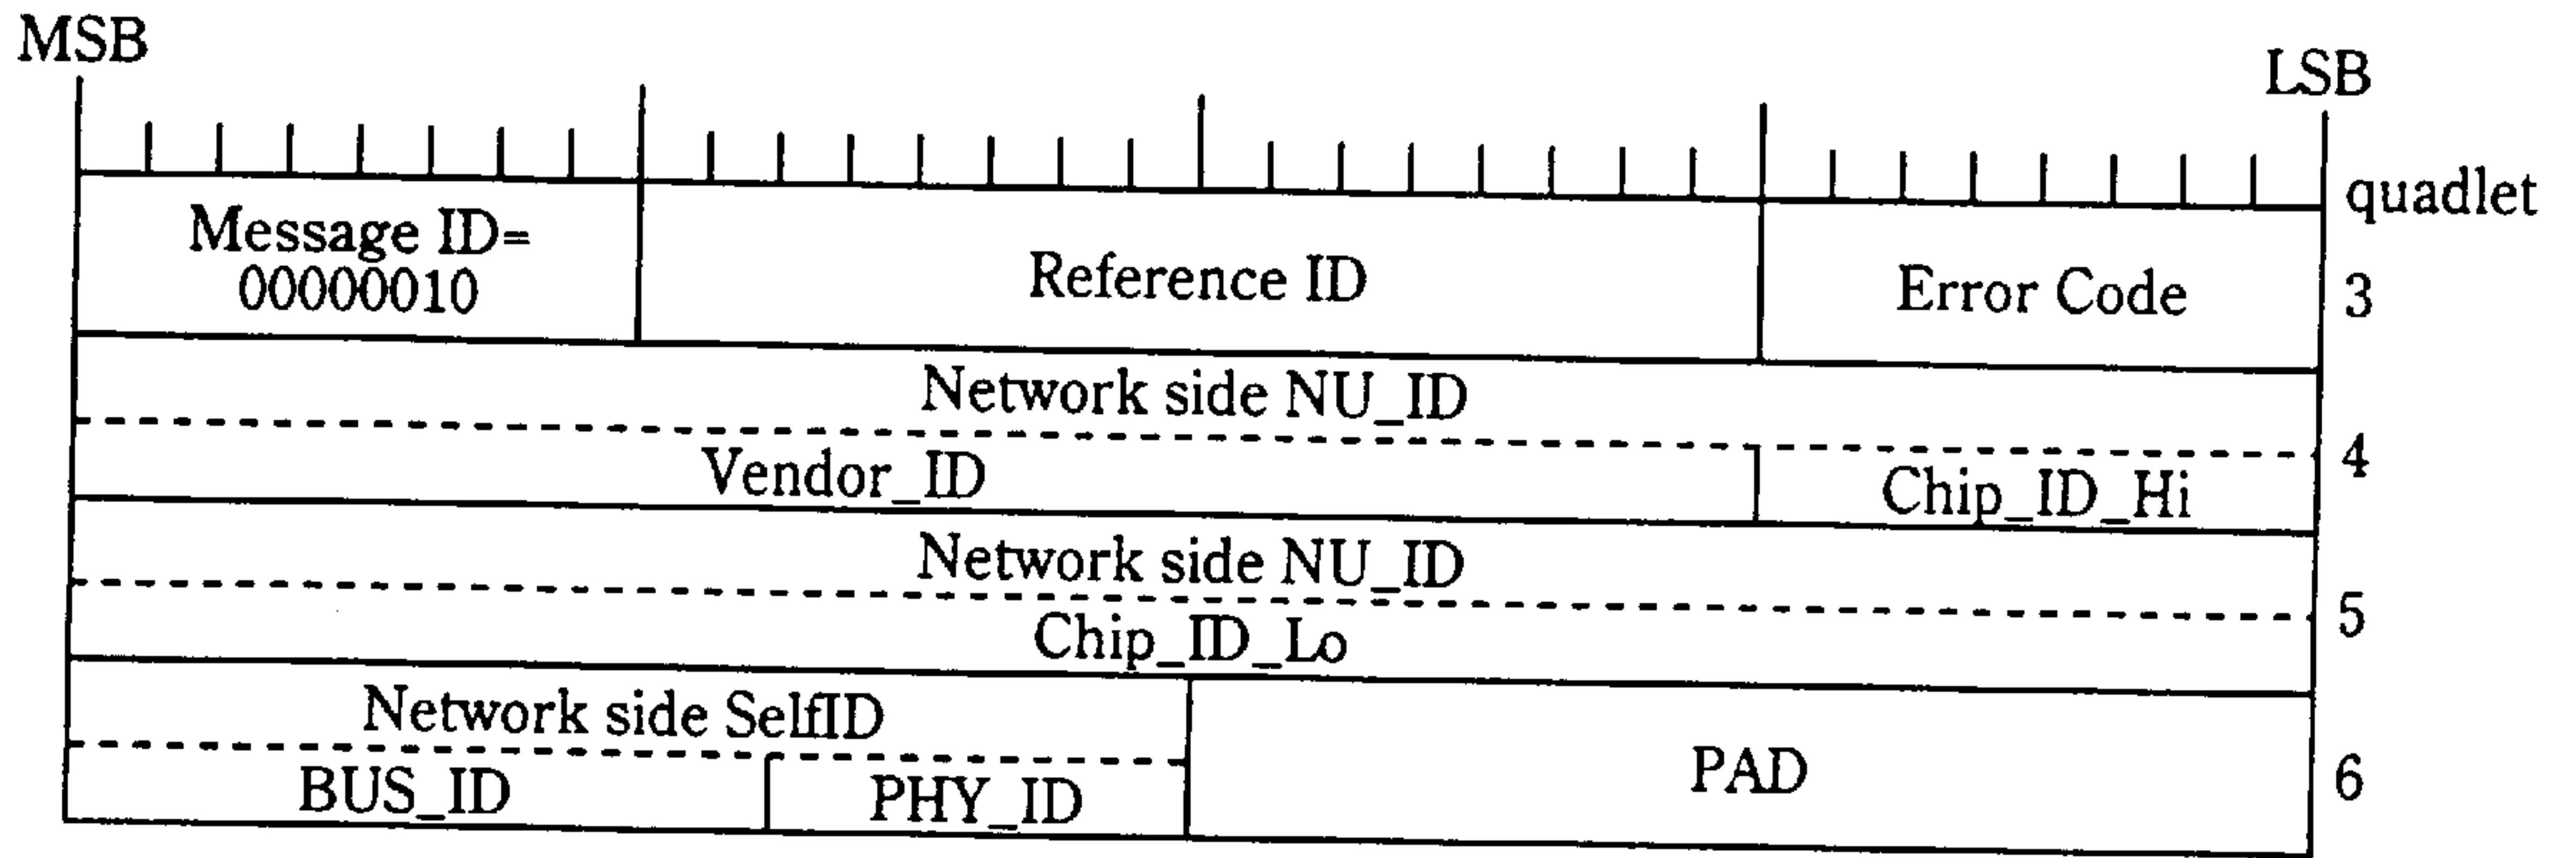 MSB
LSB
quadlet
Message ID=
00000010
Reference ID
Error Code
3
Network side NU_ID
4
Vendor_ID
Chip_ID_Hi
Network side NU_ID
5
Chip_ID_Lo
Network side SelfID
PAD
6
BUS_ID
PHY_ID